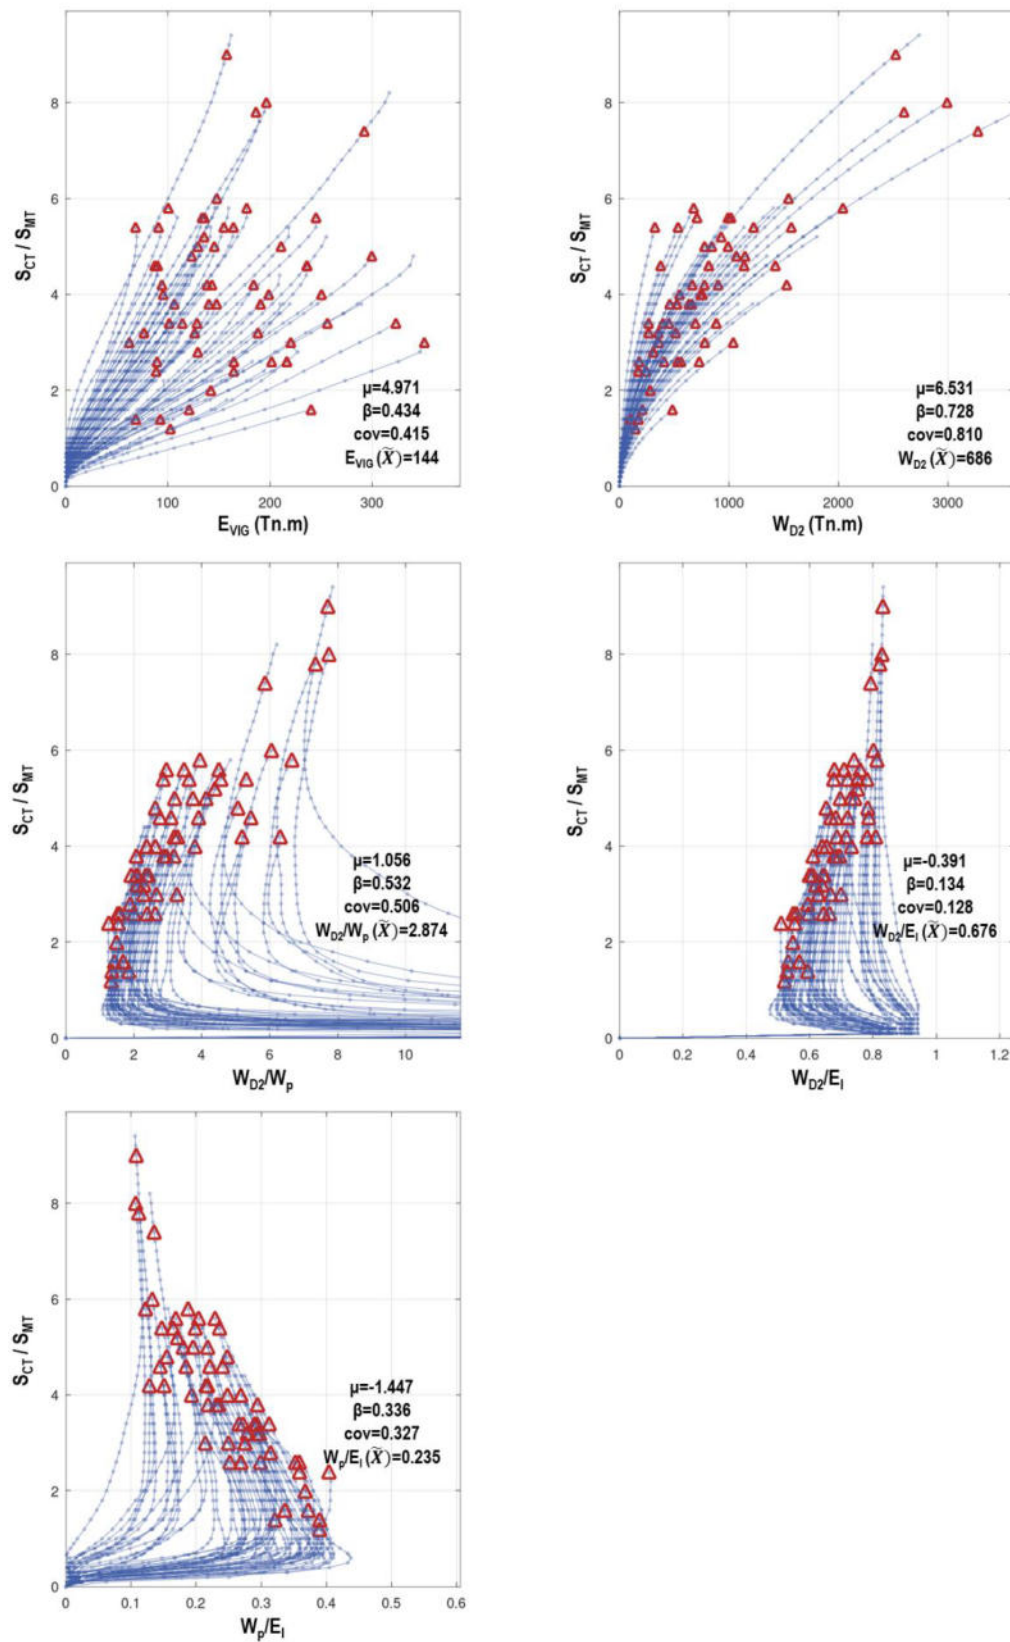 8
6
4
2
0
S_CT / S_MT
μ=4.971
β=0.434
cov=0.415
E_VIG (X̃)=144
0 100 200 300
E_VIG (Tn.m)
8
6
4
2
0
S_CT / S_MT
μ=6.531
β=0.728
cov=0.810
W_D2 (X̃)=686
0 1000 2000 3000
W_D2 (Tn.m)
8
6
4
2
0
S_CT / S_MT
μ=1.056
β=0.532
cov=0.506
W_D2/W_p (X̃)=2.874
0 2 4 6 8 10
W_D2/W_p
8
6
4
2
0
S_CT / S_MT
μ=-0.391
β=0.134
cov=0.128
W_D2/E_I (X̃)=0.676
0 0.2 0.4 0.6 0.8 1 1.2
W_D2/E_I
8
6
4
2
0
S_CT / S_MT
μ=-1.447
β=0.336
cov=0.327
W_p/E_I (X̃)=0.235
0 0.1 0.2 0.3 0.4 0.5 0.6
W_p/E_I